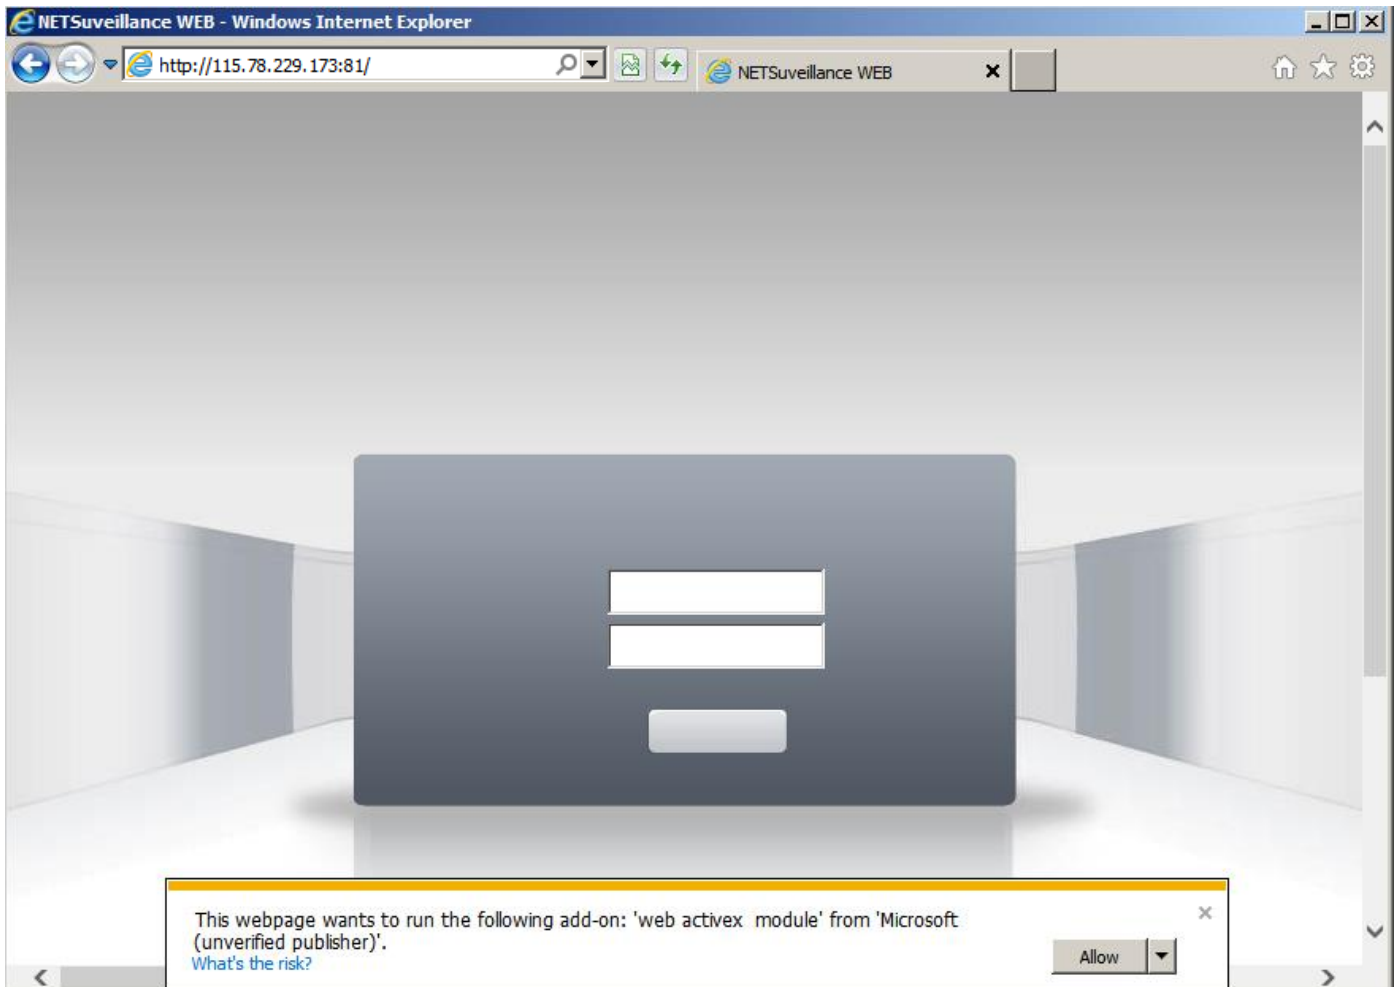 NETSuveillance WEB - Windows Internet Explorer
http://115.78.229.173:81/
NETSuveillance WEB
This webpage wants to run the following add-on: 'web activex  module' from 'Microsoft
(unverified publisher)'.
What's the risk?
Allow